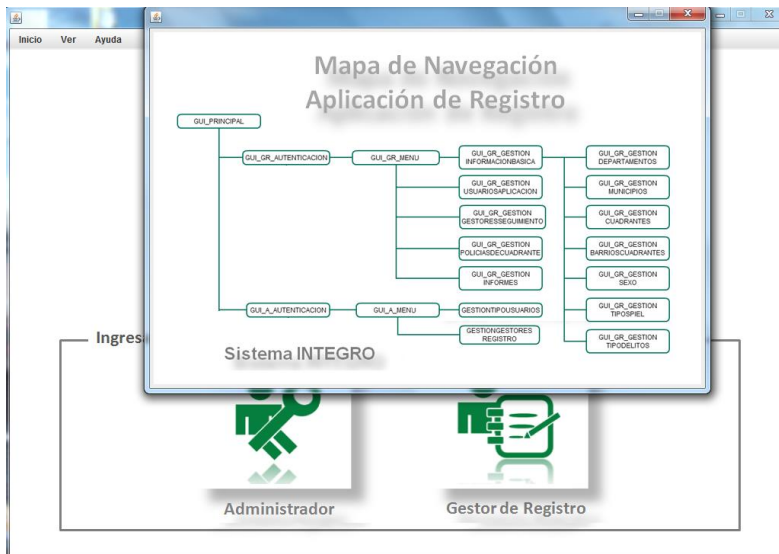 Inicio Ver Ayuda
Mapa de Navegación
Aplicación de Registro
GUI_PRINCIPAL
GUI_GR_AUTENTICACION
GUI_GR_MENU
GUI_GR_GESTION
INFORMACIONBASICA
GUI_GR_GESTION
DEPARTAMENTOS
GUI_GR_GESTION
USUARIOSAPLICACION
GUI_GR_GESTION
MUNICIPIOS
GUI_GR_GESTION
GESTORESSEGUIMIENTO
GUI_GR_GESTION
CUADRANTES
GUI_GR_GESTION
POLICIASDECUADRANTE
GUI_GR_GESTION
BARRIOSCUADRANTES
GUI_GR_GESTION
INFORMES
GUI_GR_GESTION
SEXO
GUI_A_AUTENTICACION
GUI_A_MENU
GESTIONTIPOUSUARIOS
GUI_GR_GESTION
TIPOSPIEL
GESTIONGESTORES
REGISTRO
GUI_GR_GESTION
TIPODELITOS
Sistema INTEGRO
Ingres
Administrador
Gestor de Registro